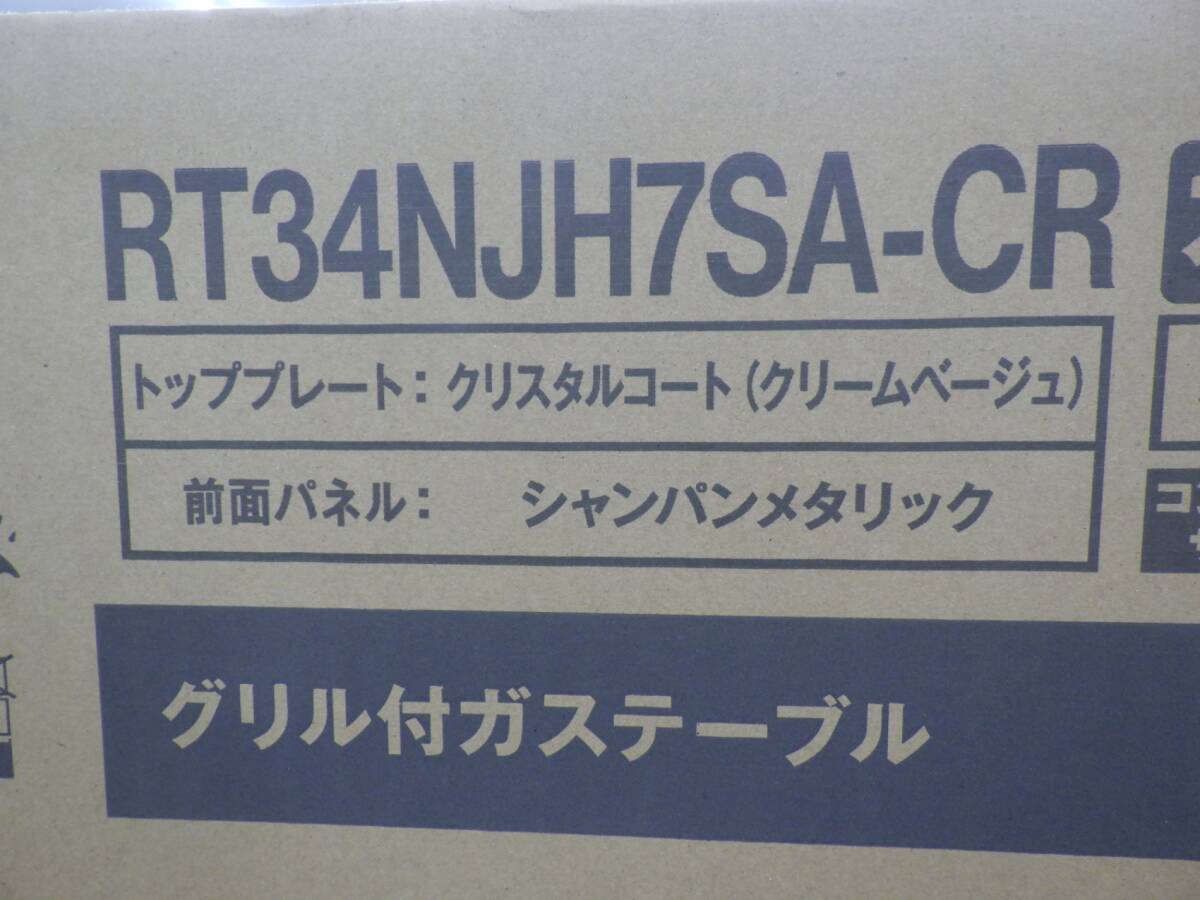 RT34NJH7SA-CR
トッププレート：クリスタルコート(クリームベージュ)
前面パネル： シャンパンメタリック
グリル付ガステーブル